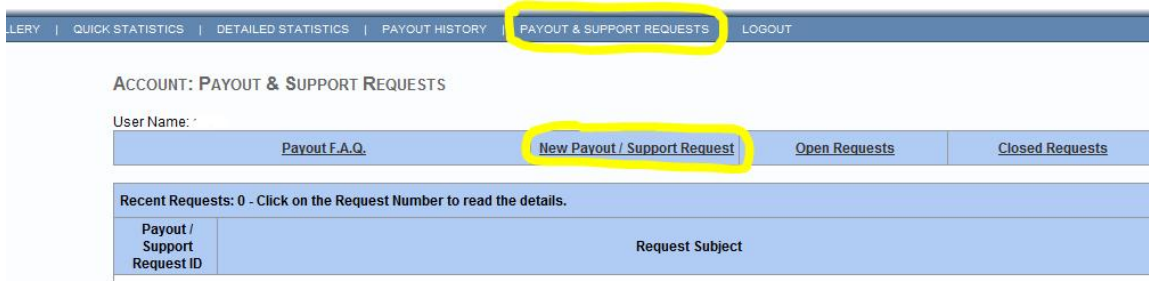 LLERY | QUICK STATISTICS | DETAILED STATISTICS | PAYOUT HISTORY | PAYOUT & SUPPORT REQUESTS LOGOUT
ACCOUNT: PAYOUT & SUPPORT REQUESTS
User Name:
Payout F.A.Q. New Payout / Support Request Open Requests Closed Requests
Recent Requests: 0 - Click on the Request Number to read the details.
Payout /
Support
Request ID
Request Subject